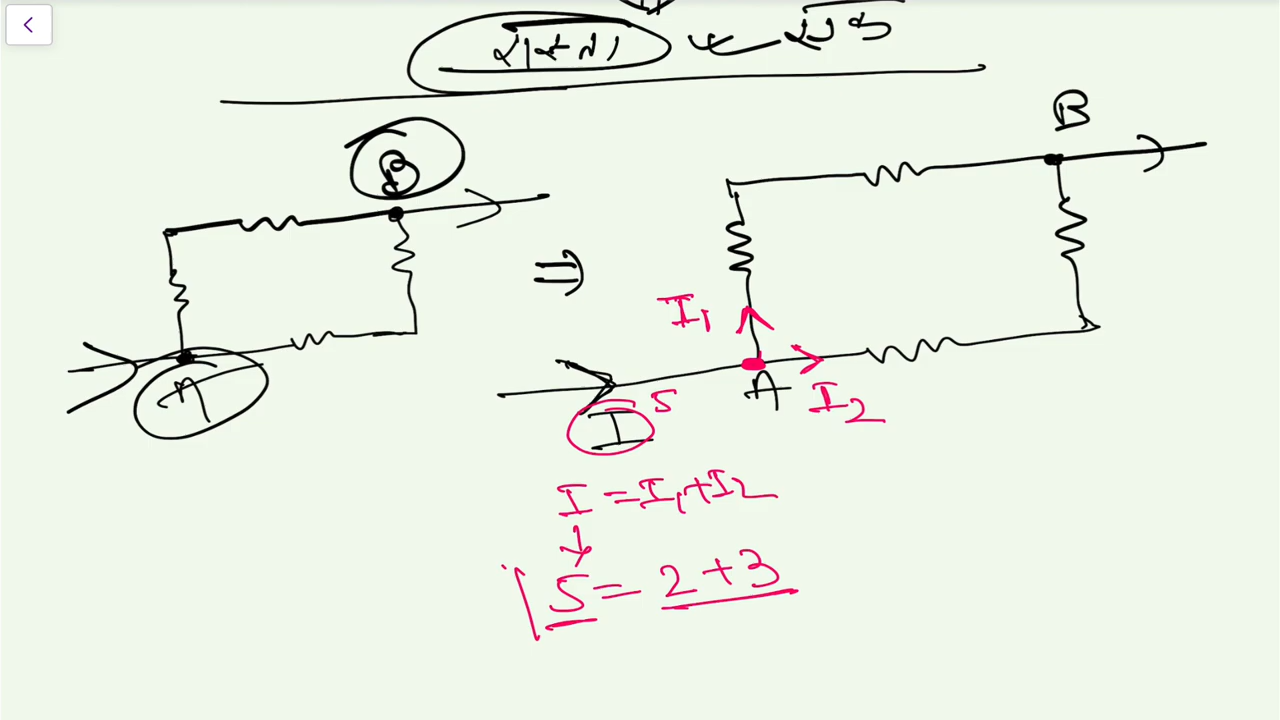 B
B
I₁
A
I
5
A
I₂
I = I₁ + I₂
5 = 2 + 3